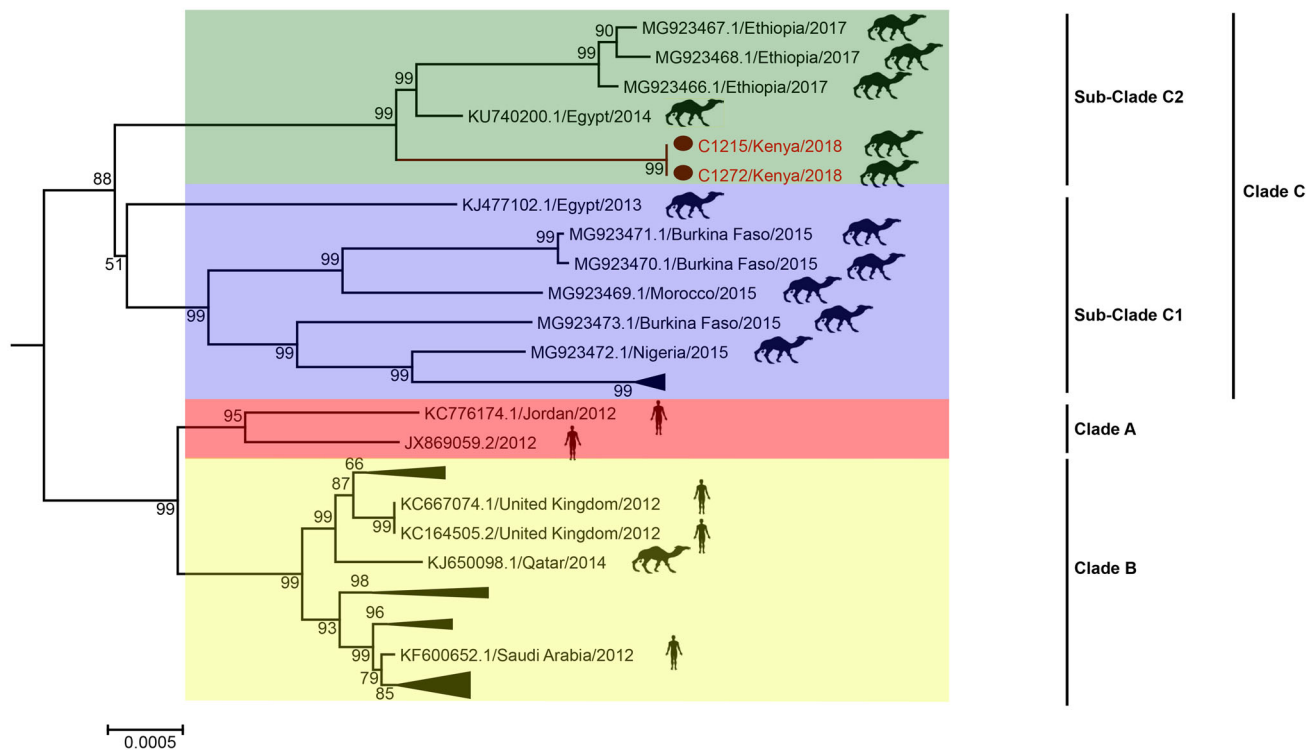 90
MG923467.1/Ethiopia/2017
99
MG923468.1/Ethiopia/2017
99
MG923466.1/Ethiopia/2017
Sub-Clade C2
99
KU740200.1/Egypt/2014
C1215/Kenya/2018
99
C1272/Kenya/2018
88
Clade C
KJ477102.1/Egypt/2013
99
MG923471.1/Burkina Faso/2015
51
99
MG923470.1/Burkina Faso/2015
MG923469.1/Morocco/2015
99
Sub-Clade C1
MG923473.1/Burkina Faso/2015
99
MG923472.1/Nigeria/2015
99
99
95
KC776174.1/Jordan/2012
Clade A
JX869059.2/2012
66
87
KC667074.1/United Kingdom/2012
99
99
99
KC164505.2/United Kingdom/2012
KJ650098.1/Qatar/2014
Clade B
99
98
96
93
99
KF600652.1/Saudi Arabia/2012
79
85
0.0005